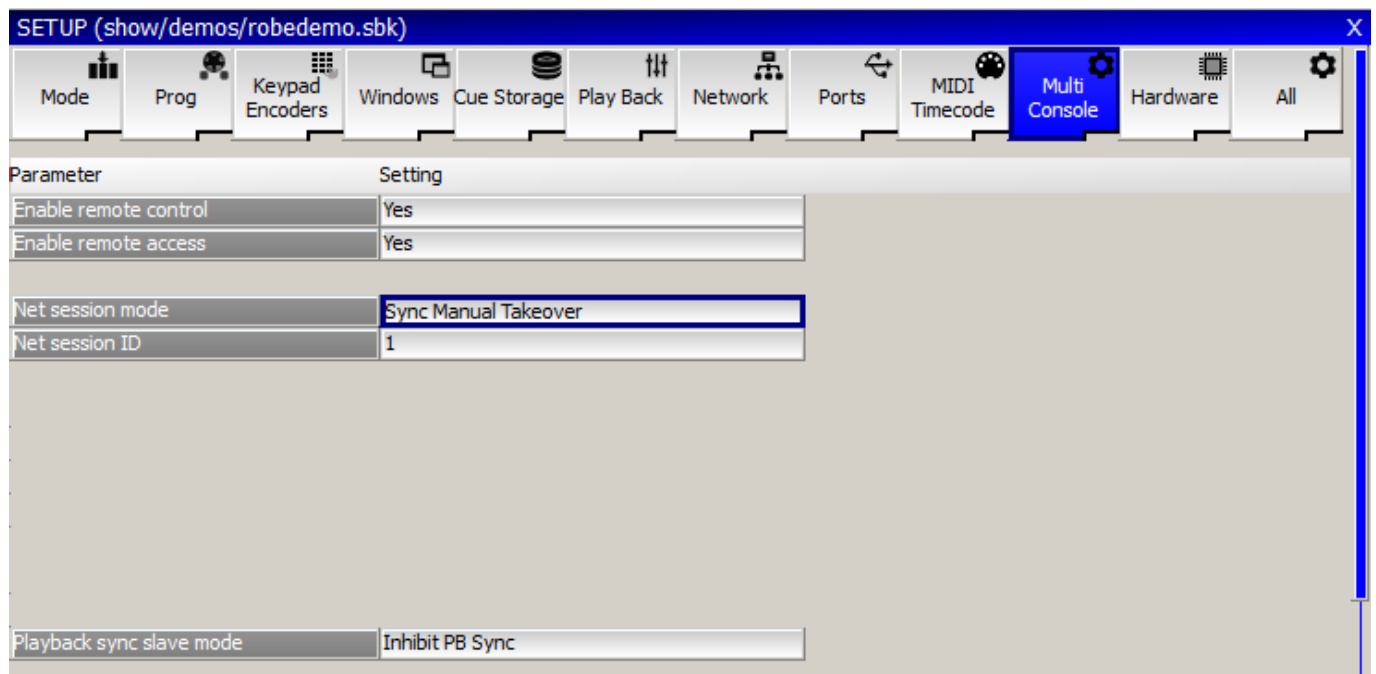 SETUP (show/demos/robedemo.sbk) X
Mode Prog Keypad Encoders Windows Cue Storage Play Back Network Ports MIDI Timecode Multi Console Hardware All
Parameter Setting
Enable remote control Yes
Enable remote access Yes
Net session mode Sync Manual Takeover
Net session ID 1
Playback sync slave mode Inhibit PB Sync